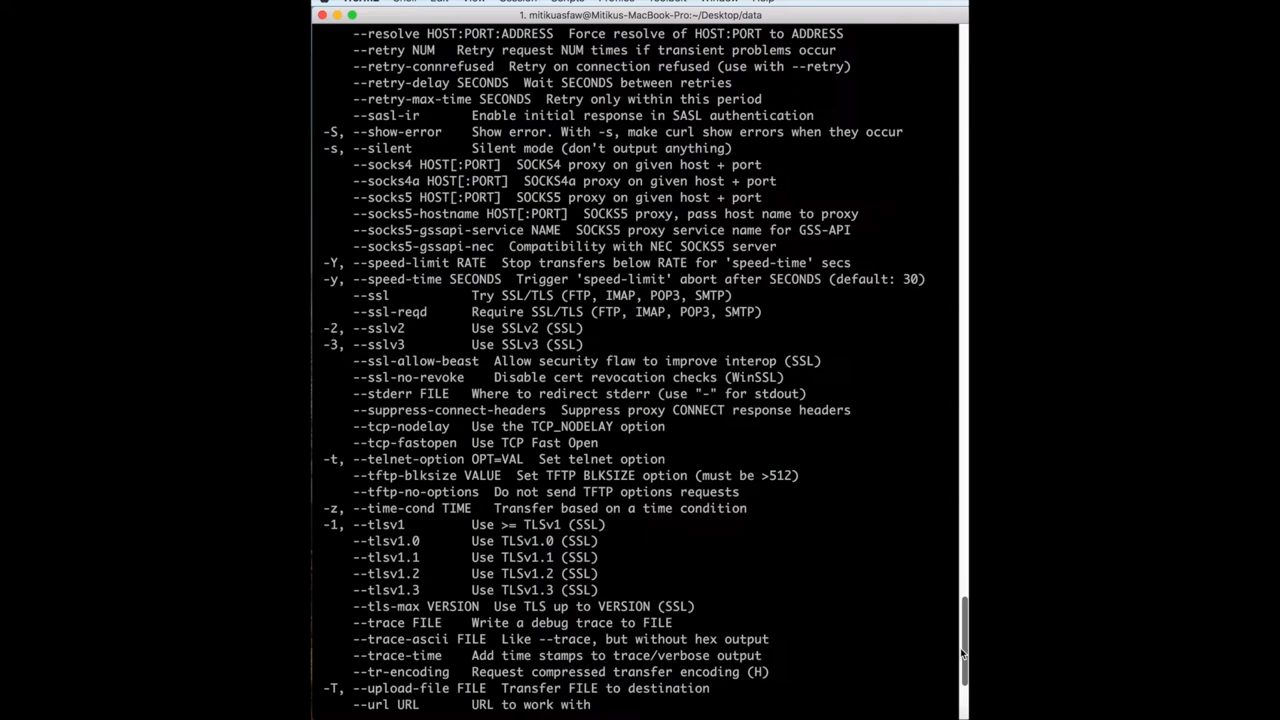 1. mitikuasfaw@Mitikus-MacBook-Pro:~/Desktop/data
--resolve HOST:PORT:ADDRESS  Force resolve of HOST:PORT to ADDRESS
--retry NUM   Retry request NUM times if transient problems occur
--retry-connrefused  Retry on connection refused (use with --retry)
--retry-delay SECONDS  Wait SECONDS between retries
--retry-max-time SECONDS  Retry only within this period
--sasl-ir       Enable initial response in SASL authentication
-S, --show-error    Show error. With -s, make curl show errors when they occur
-s, --silent        Silent mode (don't output anything)
--socks4 HOST[:PORT]  SOCKS4 proxy on given host + port
--socks4a HOST[:PORT]  SOCKS4a proxy on given host + port
--socks5 HOST[:PORT]  SOCKS5 proxy on given host + port
--socks5-hostname HOST[:PORT]  SOCKS5 proxy, pass host name to proxy
--socks5-gssapi-service NAME  SOCKS5 proxy service name for GSS-API
--socks5-gssapi-nec  Compatibility with NEC SOCKS5 server
-Y, --speed-limit RATE  Stop transfers below RATE for 'speed-time' secs
-y, --speed-time SECONDS  Trigger 'speed-limit' abort after SECONDS (default: 30)
--ssl           Try SSL/TLS (FTP, IMAP, POP3, SMTP)
--ssl-reqd      Require SSL/TLS (FTP, IMAP, POP3, SMTP)
-2, --sslv2         Use SSLv2 (SSL)
-3, --sslv3         Use SSLv3 (SSL)
--ssl-allow-beast  Allow security flaw to improve interop (SSL)
--ssl-no-revoke    Disable cert revocation checks (WinSSL)
--stderr FILE   Where to redirect stderr (use "-" for stdout)
--suppress-connect-headers  Suppress proxy CONNECT response headers
--tcp-nodelay   Use the TCP_NODELAY option
--tcp-fastopen  Use TCP Fast Open
-t, --telnet-option OPT=VAL  Set telnet option
--tftp-blksize VALUE  Set TFTP BLKSIZE option (must be >512)
--tftp-no-options  Do not send TFTP options requests
-z, --time-cond TIME   Transfer based on a time condition
-1, --tlsv1         Use >= TLSv1 (SSL)
--tlsv1.0       Use TLSv1.0 (SSL)
--tlsv1.1       Use TLSv1.1 (SSL)
--tlsv1.2       Use TLSv1.2 (SSL)
--tlsv1.3       Use TLSv1.3 (SSL)
--tls-max VERSION  Use TLS up to VERSION (SSL)
--trace FILE    Write a debug trace to FILE
--trace-ascii FILE  Like --trace, but without hex output
--trace-time    Add time stamps to trace/verbose output
--tr-encoding   Request compressed transfer encoding (H)
-T, --upload-file FILE  Transfer FILE to destination
--url URL       URL to work with